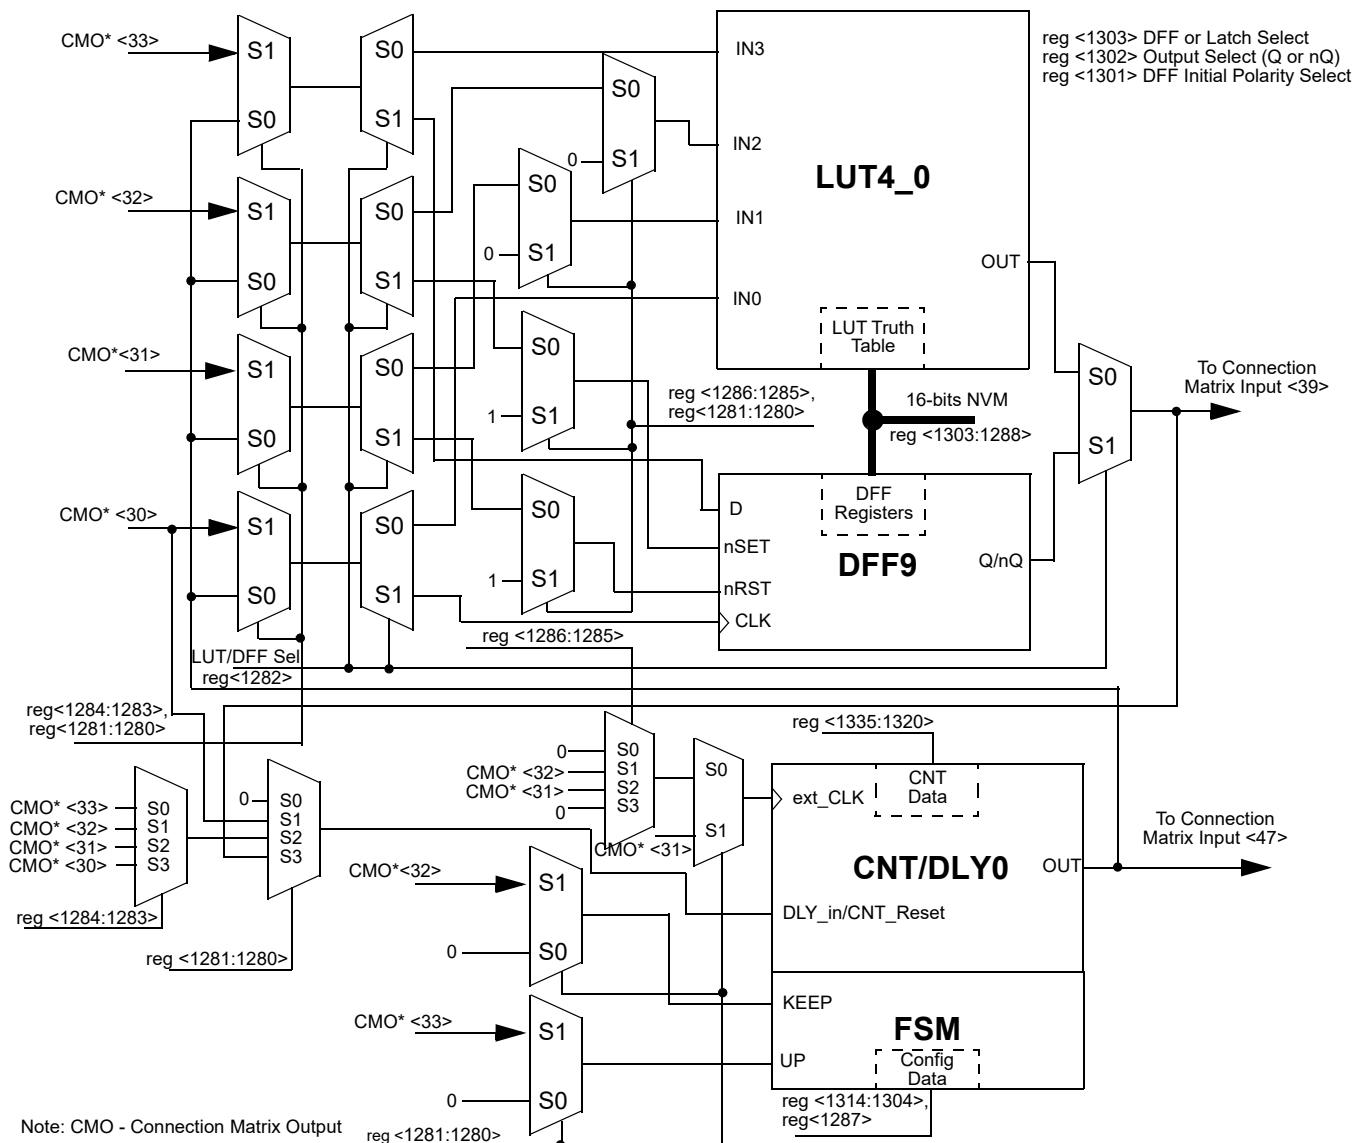 CMO* <33>
S1
S0
S0
S1
S0
S1
IN3
reg <1303> DFF or Latch Select
reg <1302> Output Select (Q or nQ)
reg <1301> DFF Initial Polarity Select
0
IN2
LUT4_0
CMO* <32>
S1
S0
S0
S1
S0
S1
0
IN1
IN0
OUT
LUT Truth
Table
CMO*<31>
S1
S0
S0
S1
S0
S1
1
reg <1286:1285>,
reg<1281:1280>
16-bits NVM
reg <1303:1288>
S0
S1
To Connection
Matrix Input <39>
CMO* <30>
S1
S0
S0
S1
S0
S1
1
D
nSET
nRST
CLK
DFF
Registers
DFF9
Q/nQ
LUT/DFF Sel
reg<1282>
reg <1286:1285>
reg<1284:1283>,
reg<1281:1280>
reg <1335:1320>
CMO* <33>
CMO* <32>
CMO* <31>
CMO* <30>
S0
S1
S2
S3
0
S0
S1
S2
S3
reg <1284:1283>
reg <1281:1280>
0
CMO* <32>
CMO* <31>
0
S0
S1
S2
S3
S0
S1
CMO* <31>
ext_CLK
CNT
Data
CNT/DLY0
OUT
To Connection
Matrix Input <47>
DLY_in/CNT_Reset
CMO*<32>
S1
S0
0
KEEP
FSM
CMO* <33>
S1
S0
0
UP
Config
Data
reg <1314:1304>,
reg<1287>
Note: CMO - Connection Matrix Output
reg <1281:1280>